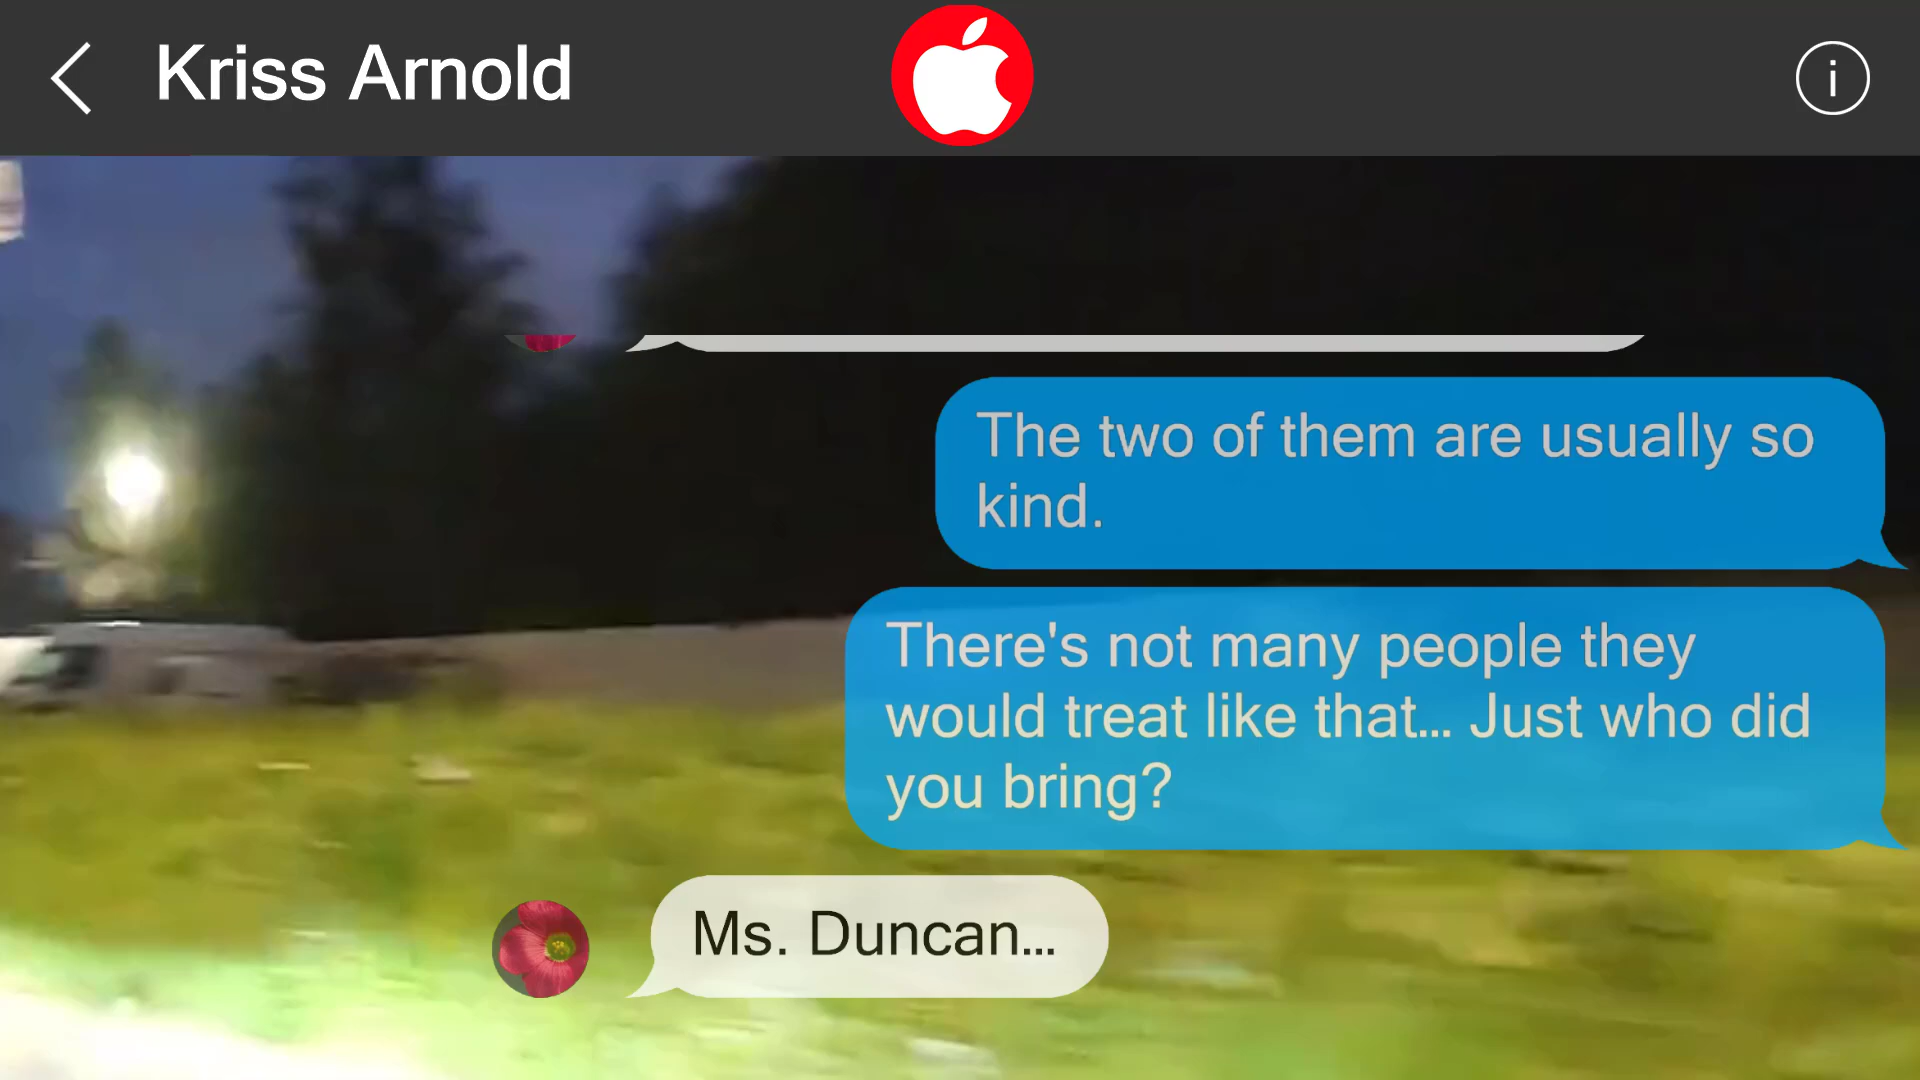 Kriss Arnold
i
The two of them are usually so
kind.
There's not many people they
would treat like that... Just who did
you bring?
Ms. Duncan...